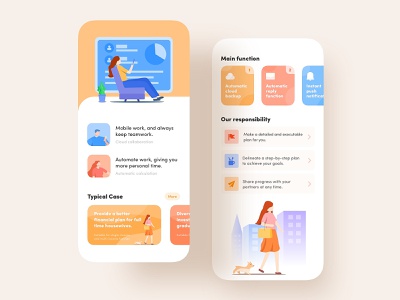 Mobile work, and always
keep teamwork.
Cloud collaboration
Automate work, giving you
more personal time.
Automatic calculation
Typical Case
More
Provide a better
financial plan for full
time housewives.
Main function
Automatic
cloud
backup.
Automatic
reply
function
Instant
push
notific
Our responsibility
Make a detailed and executable
plan for you.
Delineate a step-by-step plan
to achieve your goals.
Share progress with your
partners at any time.